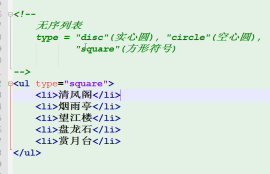 <!--
无序列表
type = "disc"(实心圆), "circle"(空心圆),
"square"(方形符号)
-->
<ul type="square">
<li>清风阁</li>
<li>烟雨亭</li>
<li>望江楼</li>
<li>盘龙石</li>
<li>赏月台</li>
</ul>